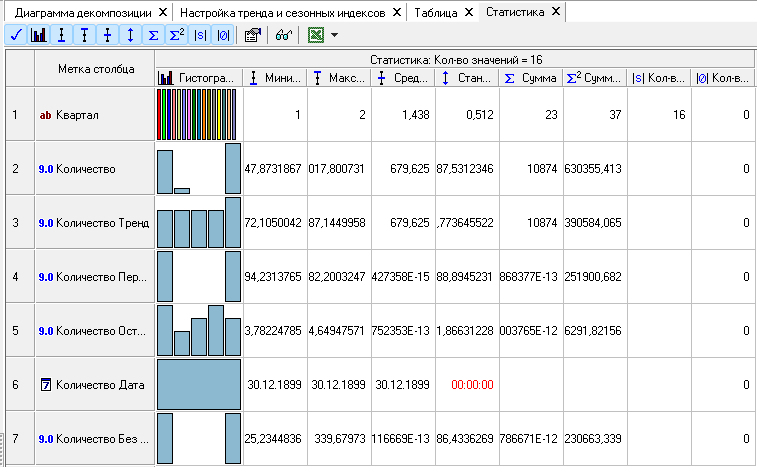 Диаграмма декомпозиции Настройка тренда и сезонных индексов Таблица Статистика
Метка столбца Статистика: Кол-во значений = 16
Гистогра... Мини... Макс... Сред... Стан... Σ Сумма Σ² Сумм... |s| Кол-в... |0| Кол-в...
1 ab Квартал 1 2 1,438 0,512 23 37 16 0
2 9.0 Количество 47,8731867 017,800731 679,625 87,5312346 10874 630355,413 0
3 9.0 Количество Тренд 72,1050042 87,1449958 679,625 ,773645522 10874 390584,065 0
4 9.0 Количество Пер... 94,2313765 82,2003247 427358E-15 88,8945231 868377E-13 251900,682 0
5 9.0 Количество Ост... 3,78224785 4,64947571 752353E-13 1,86631228 003765E-12 6291,82156 0
6 7 Количество Дата 30.12.1899 30.12.1899 30.12.1899 00:00:00 0
7 9.0 Количество Без ... 25,2344836 339,67973 116669E-13 86,4336269 786671E-12 230663,339 0